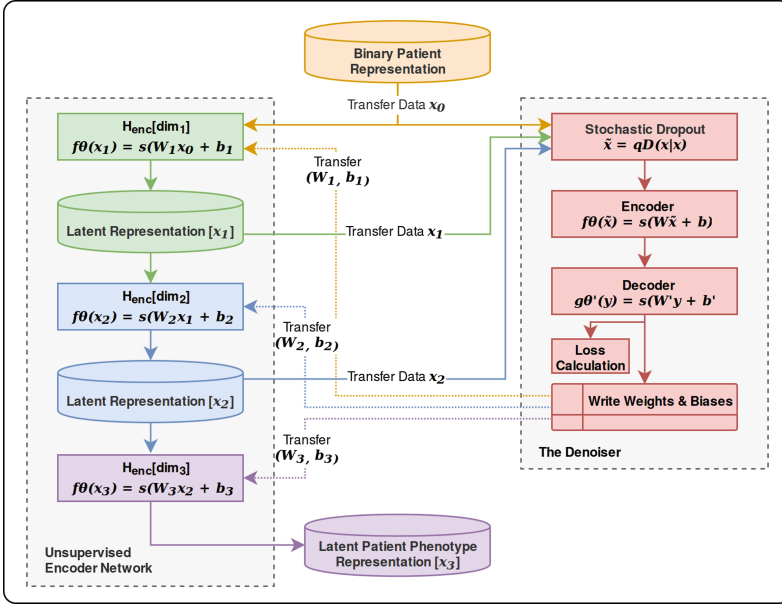 Binary Patient
Representation
Transfer Data x₀
H_enc[dim₁]
fθ(x₁) = s(W₁x₀ + b₁
Transfer
(W₁, b₁)
Latent Representation [x₁]
Transfer Data x₁
H_enc[dim₂]
fθ(x₂) = s(W₂x₁ + b₂
Transfer
(W₂, b₂)
Latent Representation [x₂]
Transfer Data x₂
H_enc[dim₃]
fθ(x₃) = s(W₃x₂ + b₃
Transfer
(W₃, b₃)
Unsupervised
Encoder Network
Latent Patient Phenotype
Representation [x₃]
Stochastic Dropout
x̃ = qD(x|x)
Encoder
fθ(x̃) = s(Wx̃ + b)
Decoder
gθ'(y) = s(W'y + b'
Loss
Calculation
Write Weights & Biases
The Denoiser